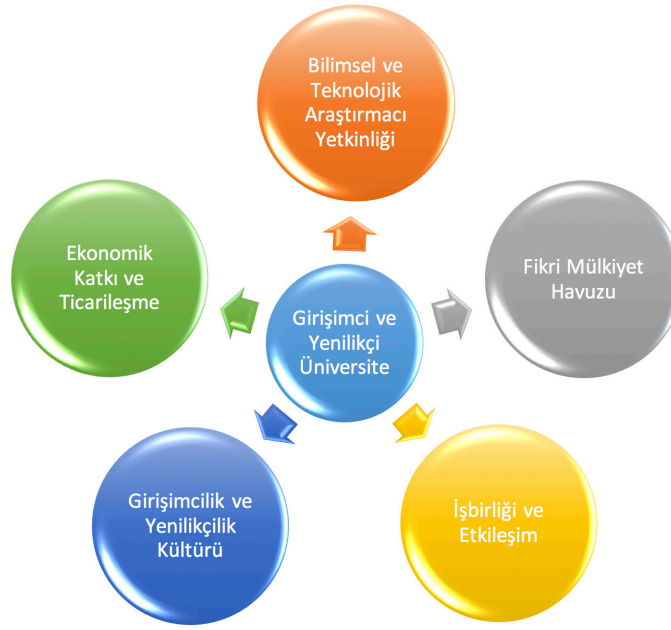 Bilimsel ve
Teknolojik
Araştırmacı
Yetkinliği
Ekonomik
Katkı ve
Ticarileşme
Fikri Mülkiyet
Havuzu
Girişimci ve
Yenilikçi
Üniversite
Girişimcilik ve
Yenilikçilik
Kültürü
İşbirliği ve
Etkileşim